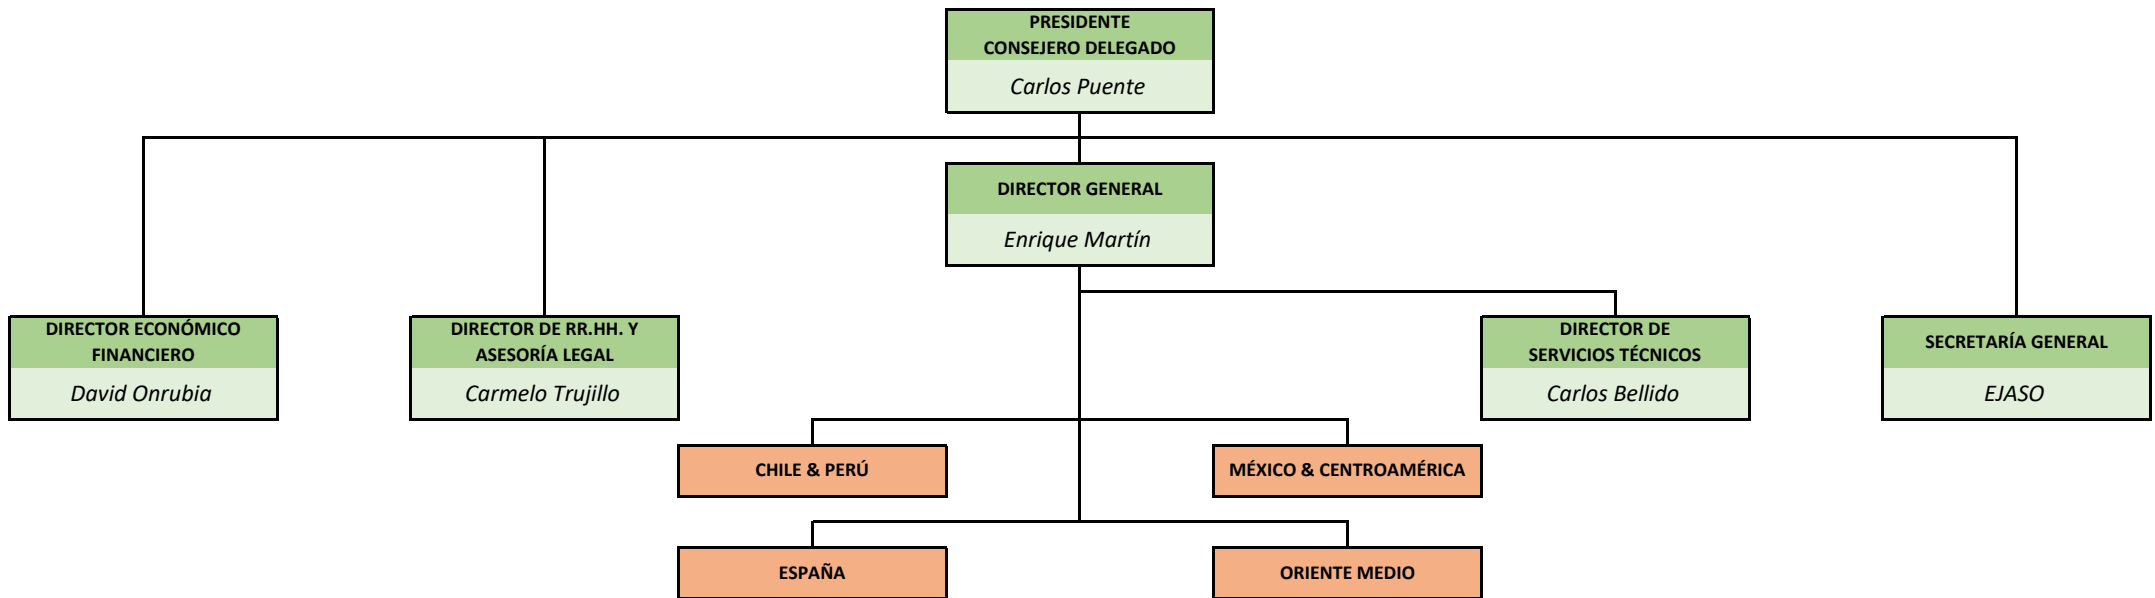 PRESIDENTE
CONSEJERO DELEGADO
Carlos Puente
DIRECTOR GENERAL
Enrique Martín
DIRECTOR ECONÓMICO
FINANCIERO
David Onrubia
DIRECTOR DE RR.HH. Y
ASESORÍA LEGAL
Carmelo Trujillo
DIRECTOR DE
SERVICIOS TÉCNICOS
Carlos Bellido
SECRETARÍA GENERAL
EJASO
CHILE & PERÚ
MÉXICO & CENTROAMÉRICA
ESPAÑA
ORIENTE MEDIO